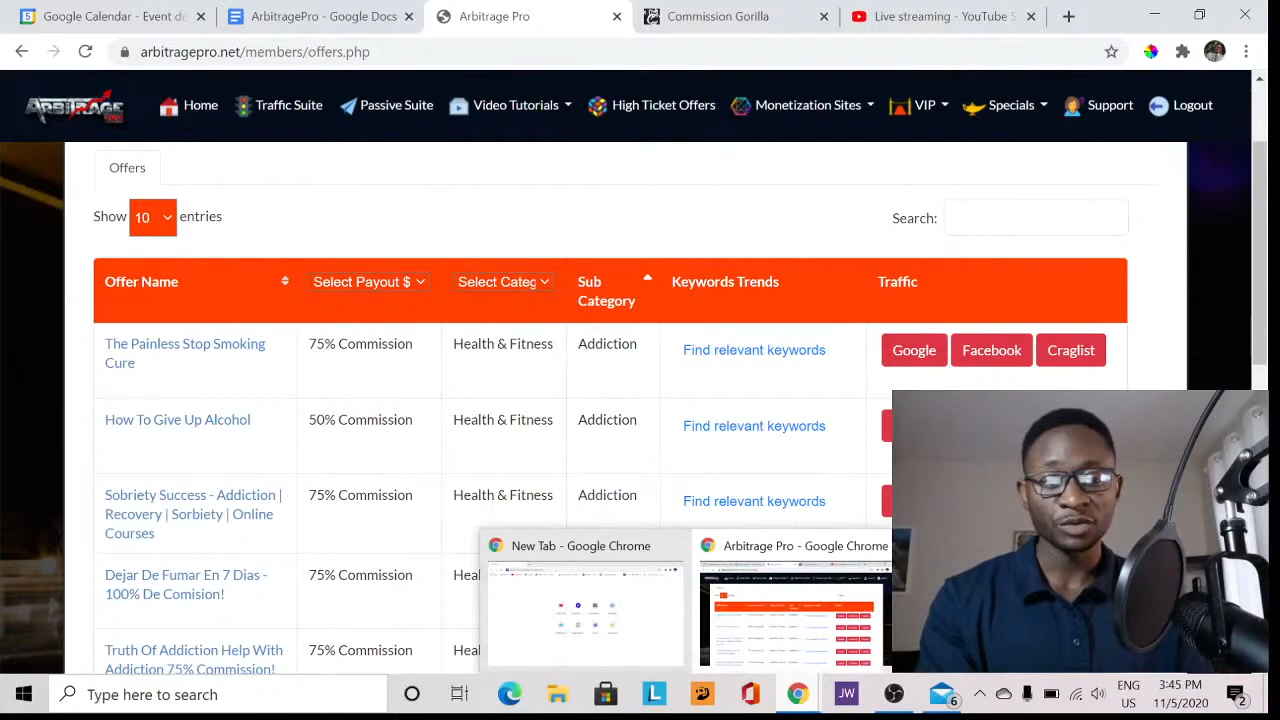 Google Calendar - Event de
ArbitragePro - Google Docs
Arbitrage Pro
Commission Gorilla
Live streaming - YouTube S
arbitragepro.net/members/offers.php
ARBITRAGE
Home
Traffic Suite
Passive Suite
Video Tutorials
High Ticket Offers
Monetization Sites
VIP
Specials
Support
Logout
Offers
Show 10 entries
Search:
Offer Name
Select Payout $
Select Categ
Sub
Category
Keywords Trends
Traffic
The Painless Stop Smoking
Cure
75% Commission
Health & Fitness
Addiction
Find relevant keywords
Google
Facebook
Craglist
How To Give Up Alcohol
50% Commission
Health & Fitness
Addiction
Find relevant keywords
Sobriety Success - Addiction |
Recovery | Sorbiety | Online
Courses
75% Commission
Health & Fitness
Addiction
Find relevant keywords
New Tab - Google Chrome
Arbitrage Pro - Google Chrome
Dejar De Fumar En 7 Dias -
100% De Comision!
75% Commission
Hea
Truth Of Addiction Help With
75% Commission
Hea
5% Commission!
Type here to search
L
JW
6
ENG
US
3:45 PM
11/5/2020
2